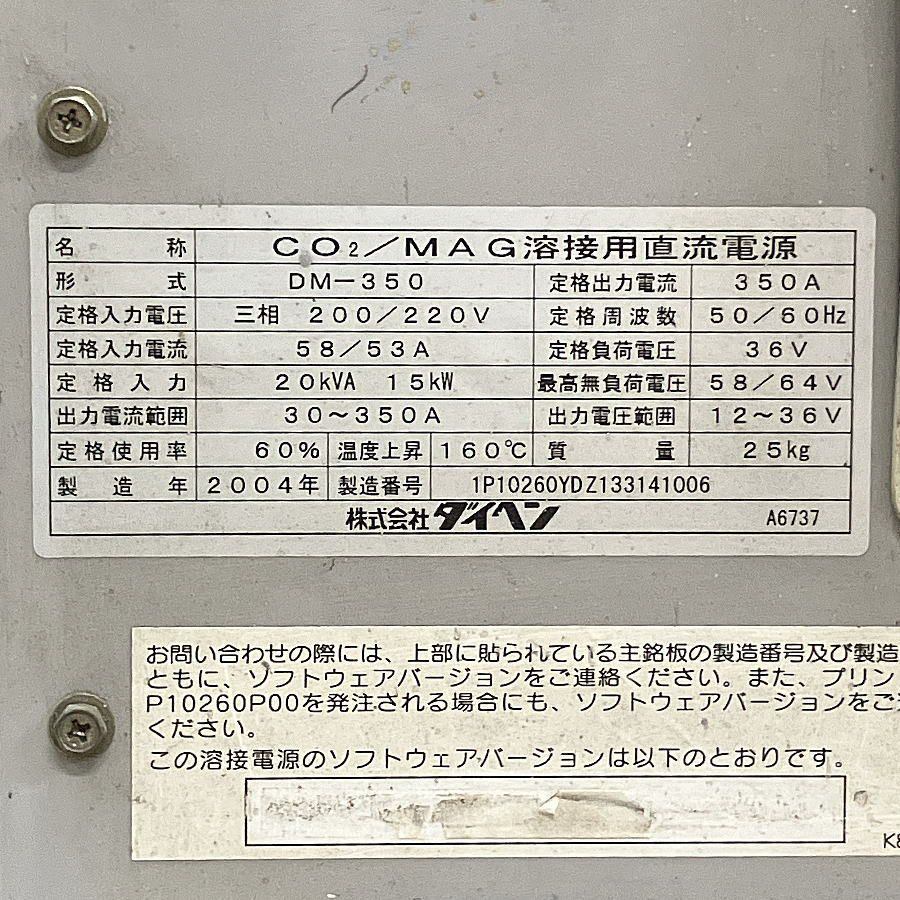 名称 CO₂/MAG溶接用直流電源
形式 DM-350 定格出力電流 350A
定格入力電圧 三相 200/220V 定格周波数 50/60Hz
定格入力電流 58/53A 定格負荷電圧 36V
定格入力 20kVA 15kW 最高無負荷電圧 58/64V
出力電流範囲 30～350A 出力電圧範囲 12～36V
定格使用率 60% 温度上昇 160℃ 質量 25kg
製造年 2004年 製造番号 1P10260YDZ133141006
株式会社ダイヘン A6737
お問い合わせの際には、上部に貼られている主銘板の製造番号及び製造
ともに、ソフトウェアバージョンをご連絡ください。また、プリン
P10260P00を発注される場合にも、ソフトウェアバージョンをご
ください。
この溶接電源のソフトウェアバージョンは以下のとおりです。